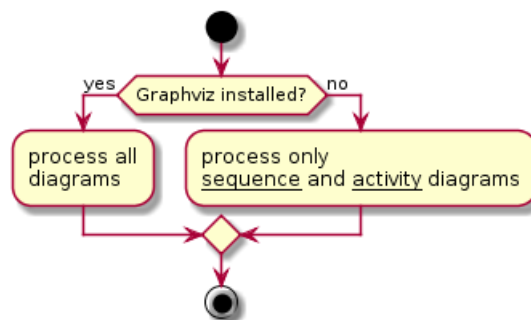 yes
no
Graphviz installed?
process all
diagrams
process only
sequence and activity diagrams